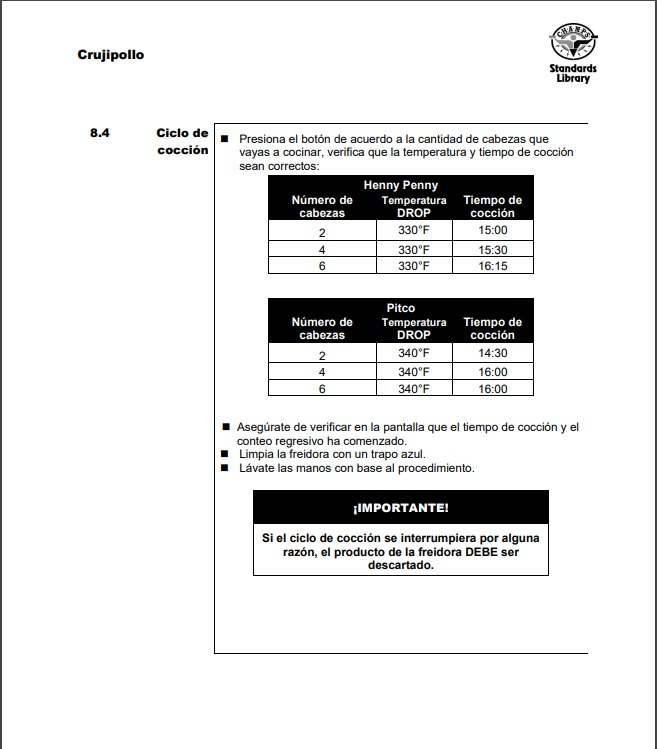 Crujipollo
CHAMPS
Standards
Library
8.4 Ciclo de
cocción
■ Presiona el botón de acuerdo a la cantidad de cabezas que
vayas a cocinar, verifica que la temperatura y tiempo de cocción
sean correctos:
Henny Penny
Número de Temperatura Tiempo de
cabezas DROP cocción
2 330°F 15:00
4 330°F 15:30
6 330°F 16:15
Pitco
Número de Temperatura Tiempo de
cabezas DROP cocción
2 340°F 14:30
4 340°F 16:00
6 340°F 16:00
■ Asegúrate de verificar en la pantalla que el tiempo de cocción y el
conteo regresivo ha comenzado.
■ Limpia la freidora con un trapo azul.
■ Lávate las manos con base al procedimiento.
¡IMPORTANTE!
Si el ciclo de cocción se interrumpiera por alguna
razón, el producto de la freidora DEBE ser
descartado.